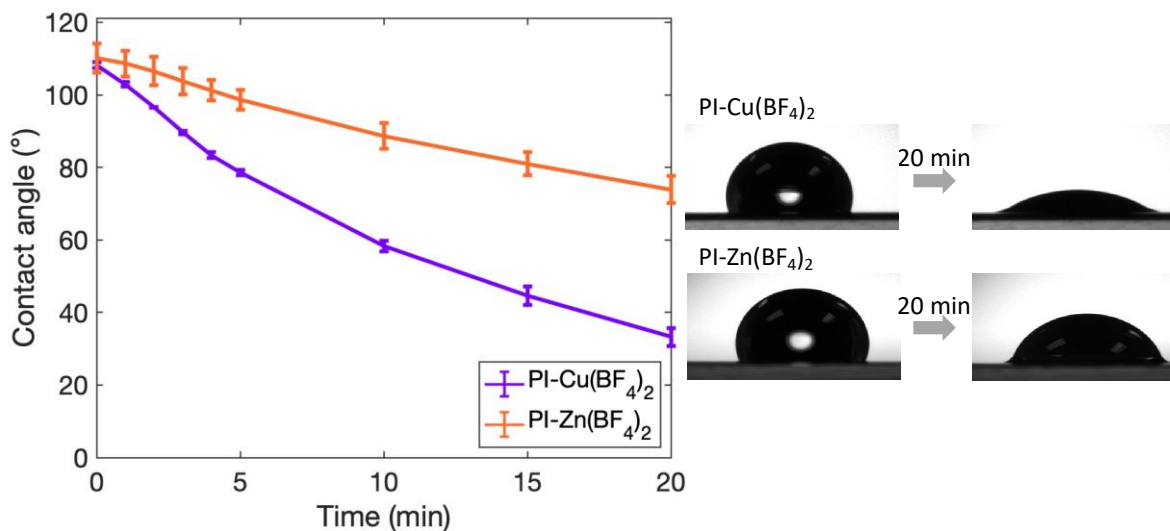 120
100
80
60
40
20
0
Contact angle (°)
0 5 10 15 20
Time (min)
PI-Cu(BF₄)₂
PI-Zn(BF₄)₂
PI-Cu(BF₄)₂
20 min
PI-Zn(BF₄)₂
20 min